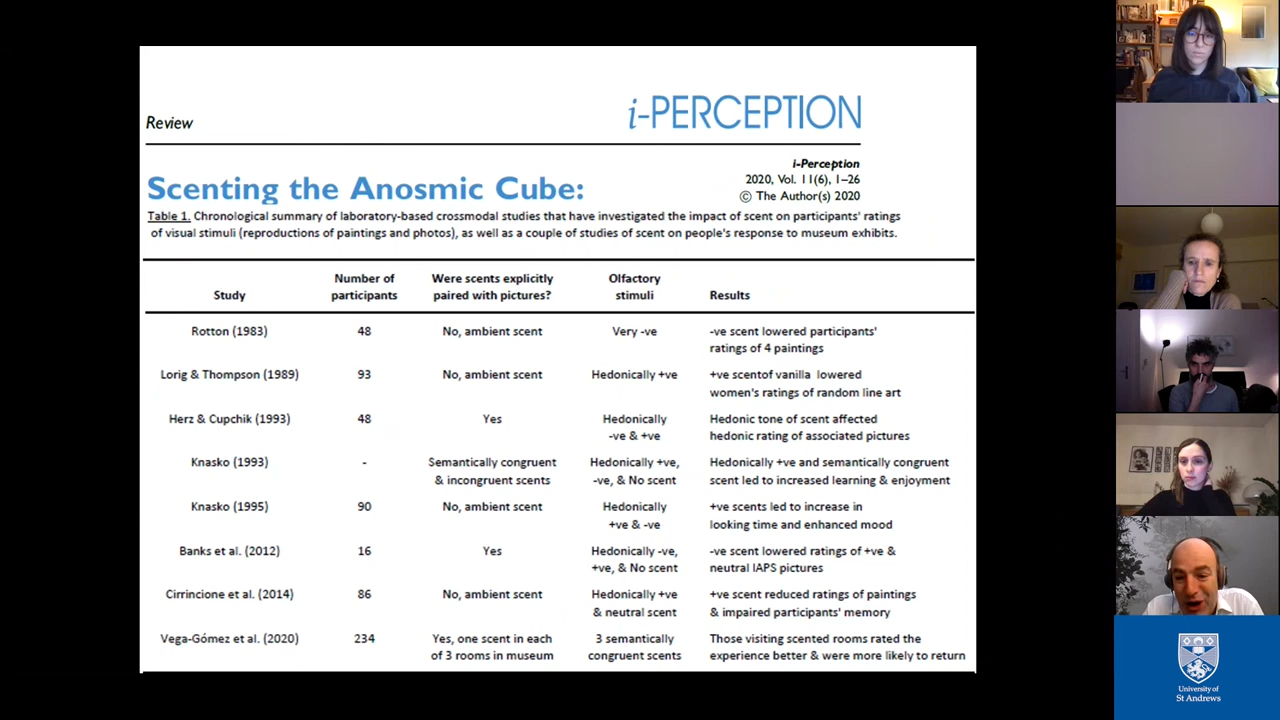 Review
i-PERCEPTION
Scenting the Anosmic Cube:
i-Perception
2020, Vol. 11(6), 1–26
© The Author(s) 2020
Table 1. Chronological summary of laboratory-based crossmodal studies that have investigated the impact of scent on participants' ratings
of visual stimuli (reproductions of paintings and photos), as well as a couple of studies of scent on people's response to museum exhibits.
Study
Number of
participants
Were scents explicitly
paired with pictures?
Olfactory
stimuli
Results
Rotton (1983)
48
No, ambient scent
Very -ve
-ve scent lowered participants'
ratings of 4 paintings
Lorig & Thompson (1989)
93
No, ambient scent
Hedonically +ve
+ve scentof vanilla lowered
women's ratings of random line art
Herz & Cupchik (1993)
48
Yes
Hedonically
-ve & +ve
Hedonic tone of scent affected
hedonic rating of associated pictures
Knasko (1993)
-
Semantically congruent
& incongruent scents
Hedonically +ve,
-ve, & No scent
Hedonically +ve and semantically congruent
scent led to increased learning & enjoyment
Knasko (1995)
90
No, ambient scent
Hedonically
+ve & -ve
+ve scents led to increase in
looking time and enhanced mood
Banks et al. (2012)
16
Yes
Hedonically -ve,
+ve, & No scent
-ve scent lowered ratings of +ve &
neutral IAPS pictures
Cirrincione et al. (2014)
86
No, ambient scent
Hedonically +ve
& neutral scent
+ve scent reduced ratings of paintings
& impaired participants' memory
Vega-Gómez et al. (2020)
234
Yes, one scent in each
of 3 rooms in museum
3 semantically
congruent scents
Those visiting scented rooms rated the
experience better & were more likely to return
University of
St Andrews